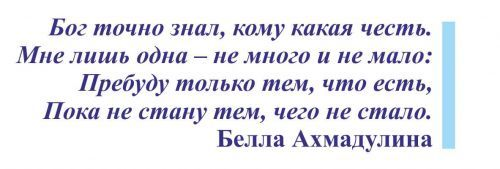 Бог точно знал, кому какая честь.
Мне лишь одна – не много и не мало:
Пребуду только тем, что есть,
Пока не стану тем, чего не стало.
Белла Ахмадулина